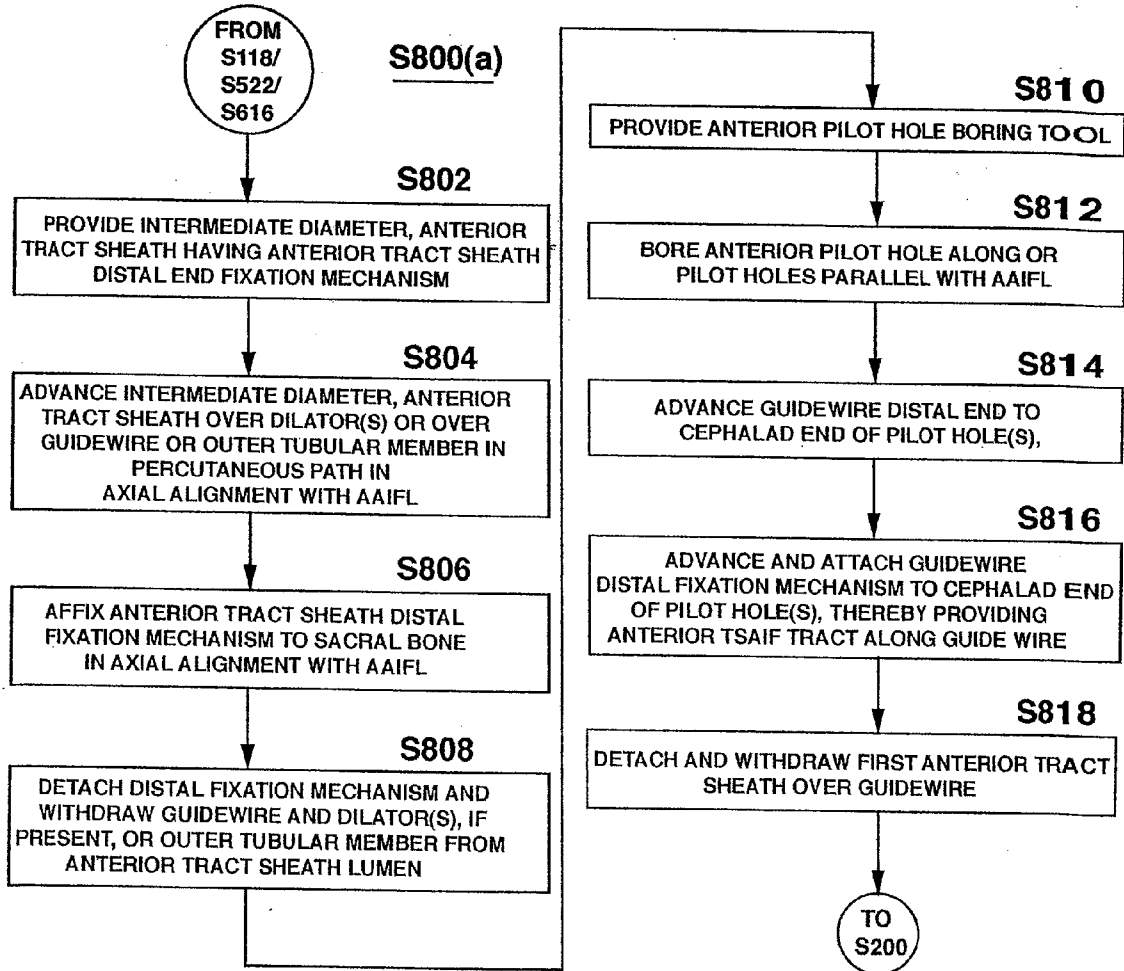 FROM
S118/
S522/
S616
S800(a)
S802
PROVIDE INTERMEDIATE DIAMETER, ANTERIOR
TRACT SHEATH HAVING ANTERIOR TRACT SHEATH
DISTAL END FIXATION MECHANISM
S804
ADVANCE INTERMEDIATE DIAMETER, ANTERIOR
TRACT SHEATH OVER DILATOR(S) OR OVER
GUIDEWIRE OR OUTER TUBULAR MEMBER IN
PERCUTANEOUS PATH IN
AXIAL ALIGNMENT WITH AAIFL
S806
AFFIX ANTERIOR TRACT SHEATH DISTAL
FIXATION MECHANISM TO SACRAL BONE
IN AXIAL ALIGNMENT WITH AAIFL
S808
DETACH DISTAL FIXATION MECHANISM AND
WITHDRAW GUIDEWIRE AND DILATOR(S), IF
PRESENT, OR OUTER TUBULAR MEMBER FROM
ANTERIOR TRACT SHEATH LUMEN
S810
PROVIDE ANTERIOR PILOT HOLE BORING TOOL
S812
BORE ANTERIOR PILOT HOLE ALONG OR
PILOT HOLES PARALLEL WITH AAIFL
S814
ADVANCE GUIDEWIRE DISTAL END TO
CEPHALAD END OF PILOT HOLE(S),
S816
ADVANCE AND ATTACH GUIDEWIRE
DISTAL FIXATION MECHANISM TO CEPHALAD END
OF PILOT HOLE(S), THEREBY PROVIDING
ANTERIOR TSAIF TRACT ALONG GUIDE WIRE
S818
DETACH AND WITHDRAW FIRST ANTERIOR TRACT
SHEATH OVER GUIDEWIRE
TO
S200